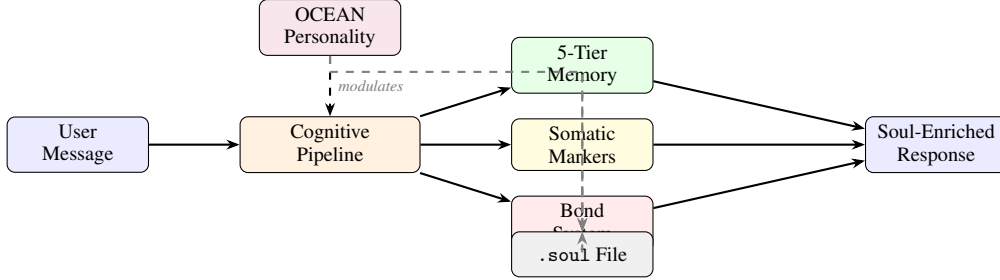 OCEAN
Personality
5-Tier
Memory
modulates
User
Message
Cognitive
Pipeline
Somatic
Markers
Soul-Enriched
Response
Bond
.soul File